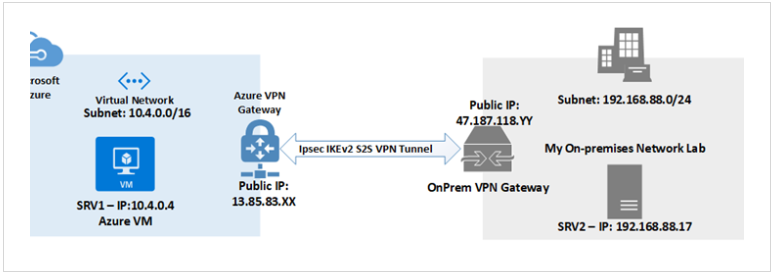 Virtual Network
Subnet: 10.4.0.0/16
VM
SRV1 – IP:10.4.0.4
Azure VM
Azure VPN
Gateway
Public IP:
13.85.83.XX
Ipsec IKEv2 S2S VPN Tunnel
Public IP:
47.187.118.YY
OnPrem VPN Gateway
Subnet: 192.168.88.0/24
My On-premises Network Lab
SRV2 – IP: 192.168.88.17